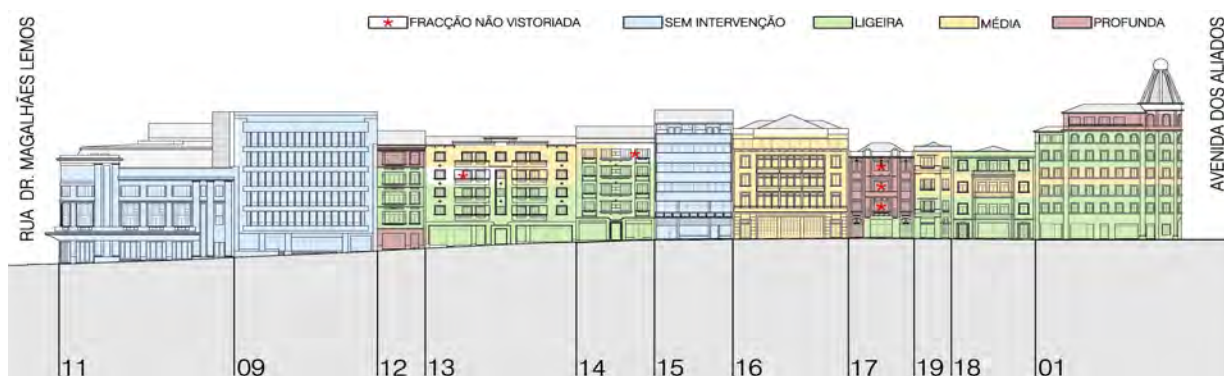 FRACÇÃO NÃO VISTORIADA SEM INTERVENÇÃO LIGEIRA MÉDIA PROFUNDA
RUA DR. MAGALHÃES LEMOS
AVENIDA DOS ALIADOS
11 09 12 13 14 15 16 17 19 18 01